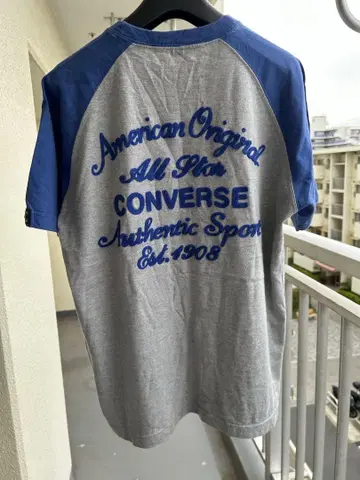 American Original
All Star
CONVERSE
Authentic Sport
Est. 1908